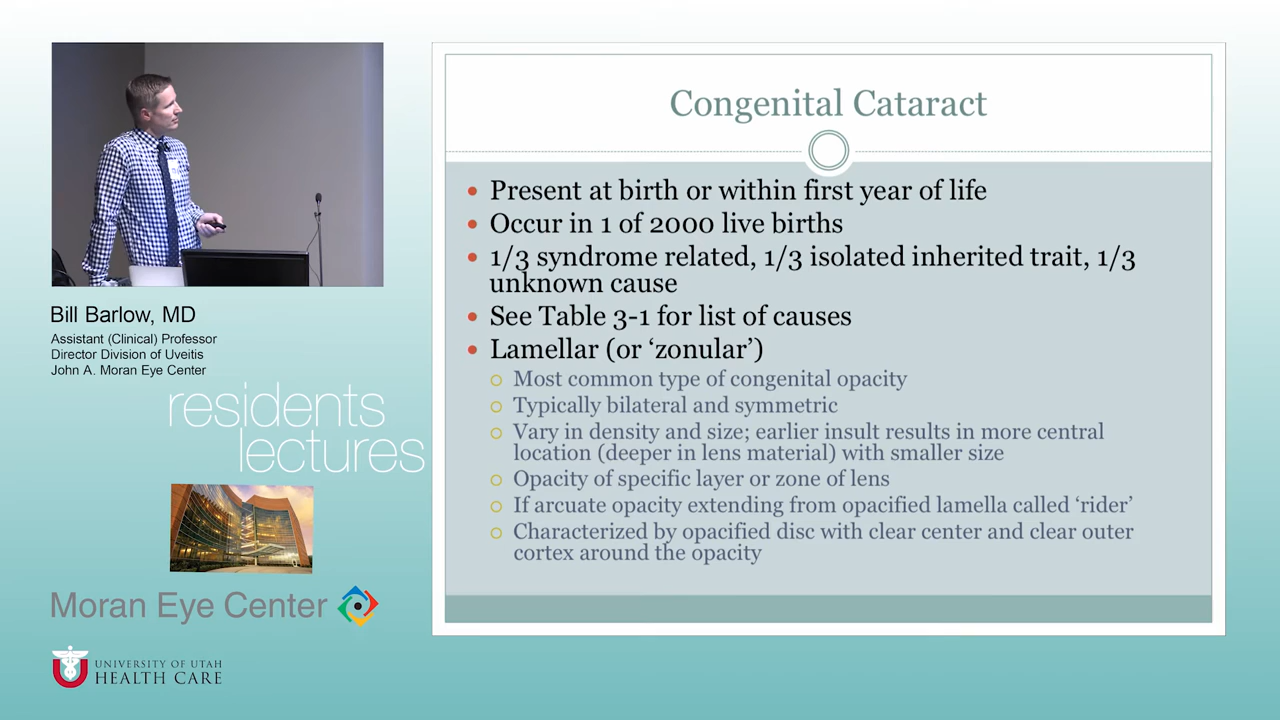 Bill Barlow, MD
Assistant (Clinical) Professor
Director Division of Uveitis
John A. Moran Eye Center
residents
lectures
Moran Eye Center
UNIVERSITY OF UTAH
HEALTH CARE
Congenital Cataract
• Present at birth or within first year of life
• Occur in 1 of 2000 live births
• 1/3 syndrome related, 1/3 isolated inherited trait, 1/3
unknown cause
• See Table 3-1 for list of causes
• Lamellar (or ‘zonular’)
○ Most common type of congenital opacity
○ Typically bilateral and symmetric
○ Vary in density and size; earlier insult results in more central
location (deeper in lens material) with smaller size
○ Opacity of specific layer or zone of lens
○ If arcuate opacity extending from opacified lamella called ‘rider’
○ Characterized by opacified disc with clear center and clear outer
cortex around the opacity